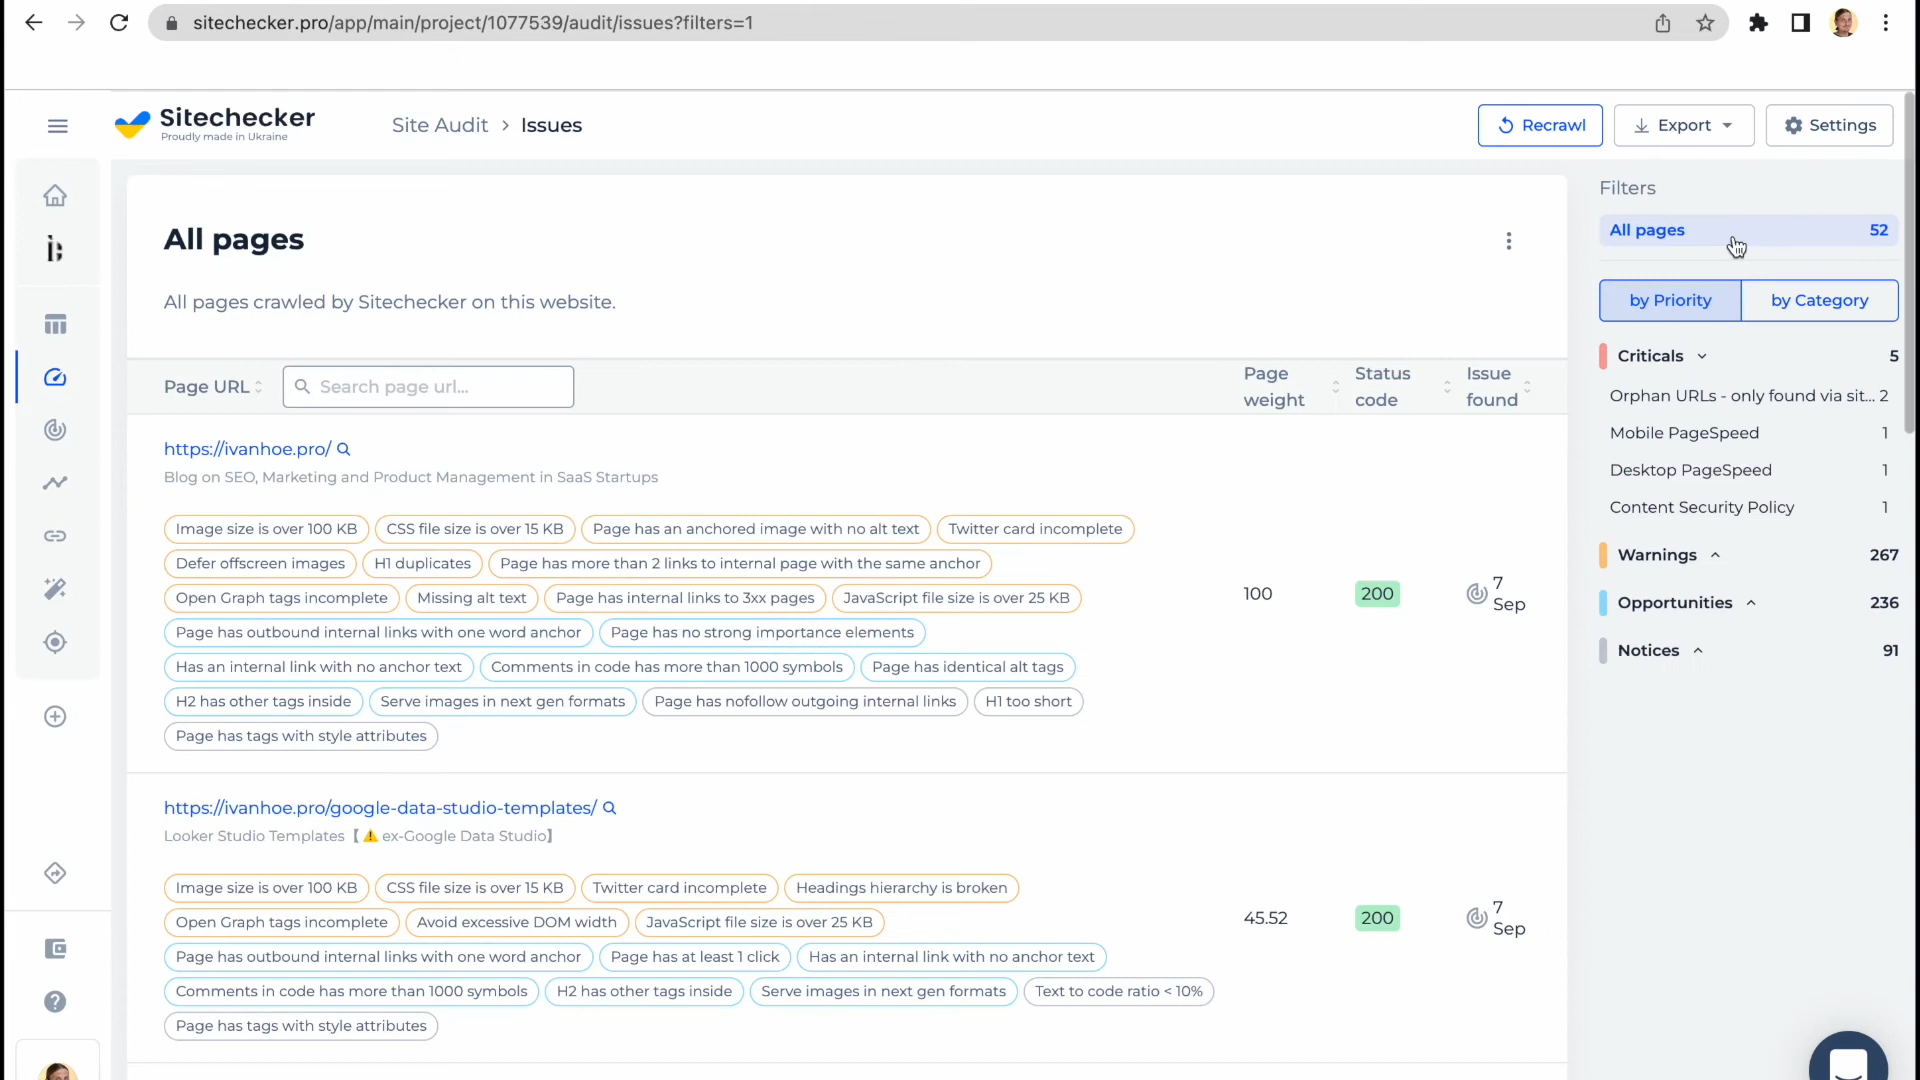 sitechecker.pro/app/main/project/1077539/audit/issues?filters=1
Sitechecker
Proudly made in Ukraine
Site Audit > Issues
Recrawl
Export
Settings
All pages
All pages crawled by Sitechecker on this website.
Page URL
Search page url...
Page weight
Status code
Issue found
https://ivanhoe.pro/
Blog on SEO, Marketing and Product Management in SaaS Startups
Image size is over 100 KB CSS file size is over 15 KB Page has an anchored image with no alt text Twitter card incomplete
Defer offscreen images H1 duplicates Page has more than 2 links to internal page with the same anchor
Open Graph tags incomplete Missing alt text Page has internal links to 3xx pages JavaScript file size is over 25 KB
Page has outbound internal links with one word anchor Page has no strong importance elements
Has an internal link with no anchor text Comments in code has more than 1000 symbols Page has identical alt tags
H2 has other tags inside Serve images in next gen formats Page has nofollow outgoing internal links H1 too short
Page has tags with style attributes
100
200
7 Sep
https://ivanhoe.pro/google-data-studio-templates/
Looker Studio Templates【⚠️ ex-Google Data Studio】
Image size is over 100 KB CSS file size is over 15 KB Twitter card incomplete Headings hierarchy is broken
Open Graph tags incomplete Avoid excessive DOM width JavaScript file size is over 25 KB
Page has outbound internal links with one word anchor Page has at least 1 click Has an internal link with no anchor text
Comments in code has more than 1000 symbols H2 has other tags inside Serve images in next gen formats Text to code ratio < 10%
Page has tags with style attributes
45.52
200
7 Sep
Filters
All pages 52
by Priority by Category
Criticals 5
Orphan URLs - only found via sit... 2
Mobile PageSpeed 1
Desktop PageSpeed 1
Content Security Policy 1
Warnings 267
Opportunities 236
Notices 91